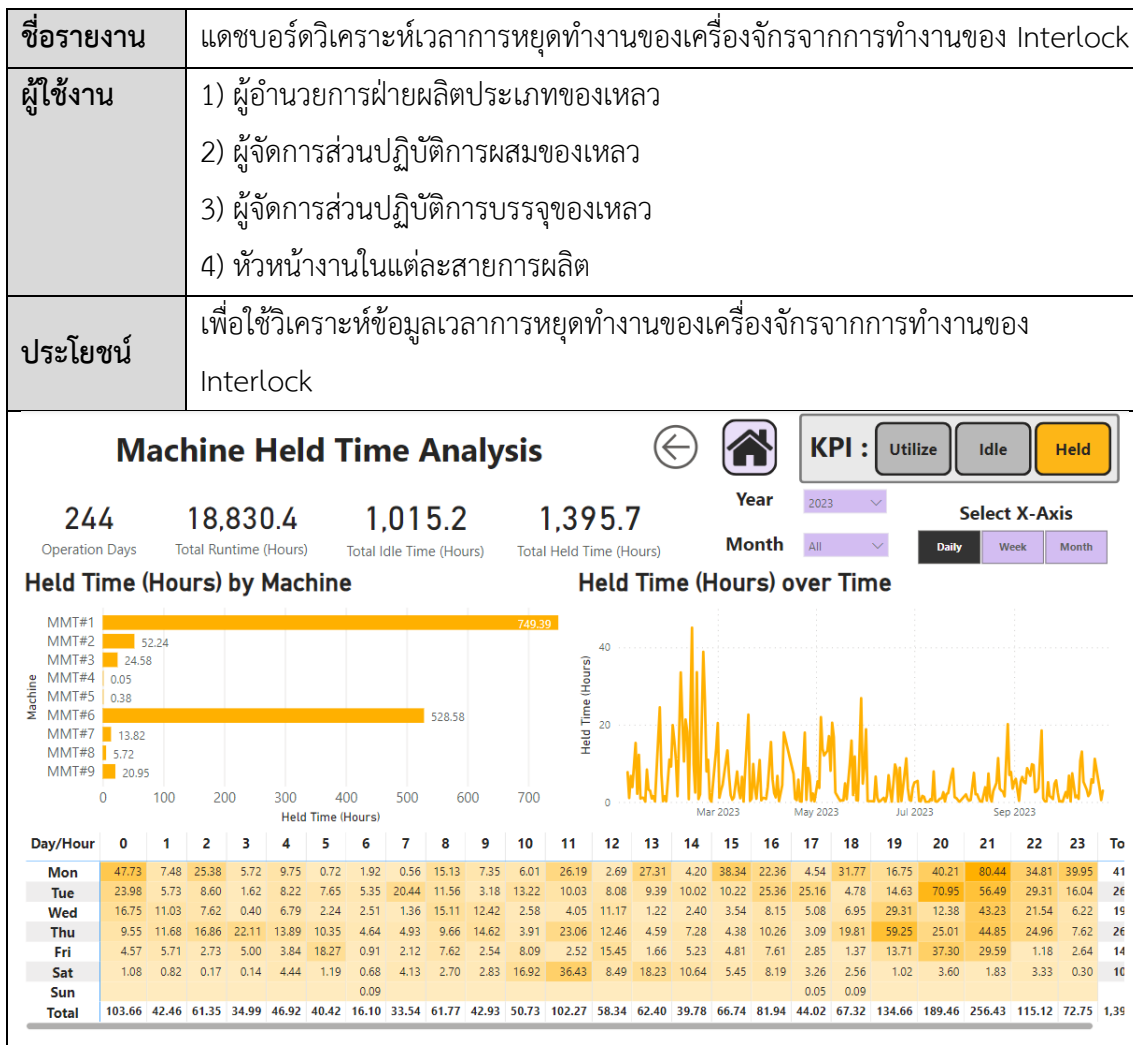 ชื่อรายงาน แดชบอร์ดวิเคราะห์เวลาการหยุดทำงานของเครื่องจักรจากการทำงานของ Interlock
ผู้ใช้งาน 1) ผู้อำนวยการฝ่ายผลิตประเภทของเหลว
2) ผู้จัดการส่วนปฏิบัติการผสมของเหลว
3) ผู้จัดการส่วนปฏิบัติการบรรจุของเหลว
4) หัวหน้างานในแต่ละสายการผลิต
ประโยชน์ เพื่อใช้วิเคราะห์ข้อมูลเวลาการหยุดทำงานของเครื่องจักรจากการทำงานของ
Interlock
Machine Held Time Analysis KPI : Utilize Idle Held
244 18,830.4 1,015.2 1,395.7
Operation Days Total Runtime (Hours) Total Idle Time (Hours) Total Held Time (Hours)
Year 2023
Month All
Select X-Axis
Daily Week Month
Held Time (Hours) by Machine
MMT#1 749.39
MMT#2 52.24
MMT#3 24.58
MMT#4 0.05
MMT#5 0.38
MMT#6 528.58
MMT#7 13.82
MMT#8 5.72
MMT#9 20.95
Machine
0 100 200 300 400 500 600 700
Held Time (Hours)
Held Time (Hours) over Time
Held Time (Hours)
40
20
0
Mar 2023 May 2023 Jul 2023 Sep 2023
Day/Hour 0 1 2 3 4 5 6 7 8 9 10 11 12 13 14 15 16 17 18 19 20 21 22 23 To
Mon 47.73 7.48 25.38 5.72 9.75 0.72 1.92 0.56 15.13 7.35 6.01 26.19 2.69 27.31 4.20 38.34 22.36 4.54 31.77 16.75 40.21 80.44 34.81 39.95 41
Tue 23.98 5.73 8.60 1.62 8.22 7.65 5.35 20.44 11.56 3.18 13.22 10.03 8.08 9.39 10.02 10.22 25.36 25.16 4.78 14.63 70.95 56.49 29.31 16.04 26
Wed 16.75 11.03 7.62 0.40 6.79 2.24 2.51 1.36 15.11 12.42 2.58 4.05 11.17 1.22 2.40 3.54 8.15 5.08 6.95 29.31 12.38 43.23 21.54 6.22 19
Thu 9.55 11.68 16.86 22.11 13.89 10.35 4.64 4.93 9.66 14.62 3.91 23.06 12.46 4.59 7.28 4.38 10.26 3.09 19.81 59.25 25.01 44.85 24.96 7.62 26
Fri 4.57 5.71 2.73 5.00 3.84 18.27 0.91 2.12 7.62 2.54 8.09 2.52 15.45 1.66 5.23 4.81 7.61 2.85 1.37 13.71 37.30 29.59 1.18 2.64 14
Sat 1.08 0.82 0.17 0.14 4.44 1.19 0.68 4.13 2.70 2.83 16.92 36.43 8.49 18.23 10.64 5.45 8.19 3.26 2.56 1.02 3.60 1.83 3.33 0.30 10
Sun 0.09 0.05 0.09
Total 103.66 42.46 61.35 34.99 46.92 40.42 16.10 33.54 61.77 42.93 50.73 102.27 58.34 62.40 39.78 66.74 81.94 44.02 67.32 134.66 189.46 256.43 115.12 72.75 1,39